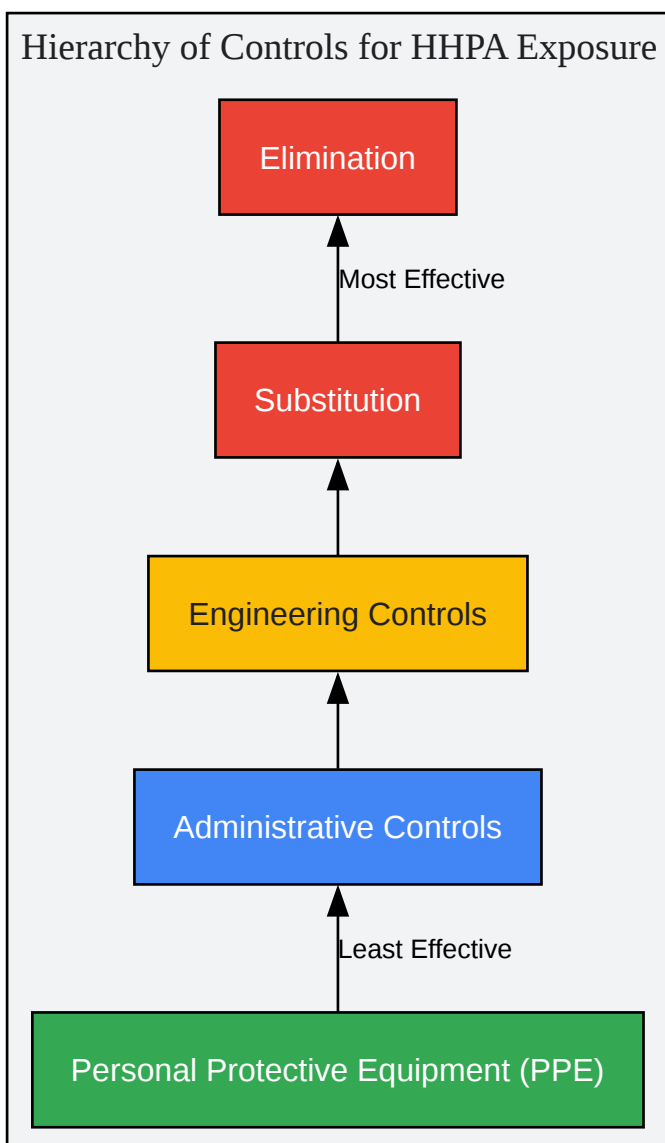 Hierarchy of Controls for HHPA Exposure
Elimination
Most Effective
Substitution
Engineering Controls
Administrative Controls
Least Effective
Personal Protective Equipment (PPE)